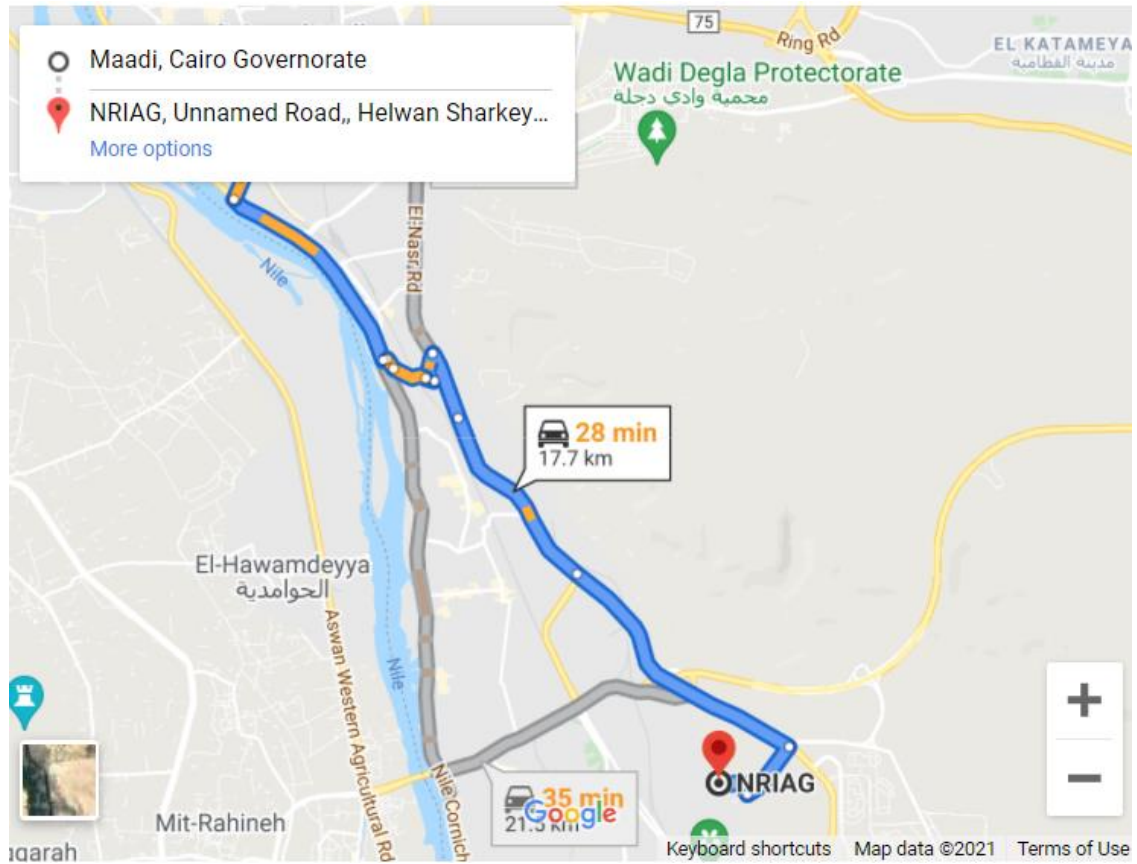 Maadi, Cairo Governorate
NRIAG, Unnamed Road,, Helwan Sharkey...
More options
75
Ring Rd
EL KATAMEYA
مدينة القطامية
Wadi Degla Protectorate
محمية وادي دجلة
El-Nasr Rd
Nile
28 min
17.7 km
El-Hawamdeyya
الحوامدية
Aswan Western Agricultural Rd
Nile
NRIAG
Nile Cornich
35 min
Google
Mit-Rahineh
Keyboard shortcuts
Map data ©2021
Terms of Use